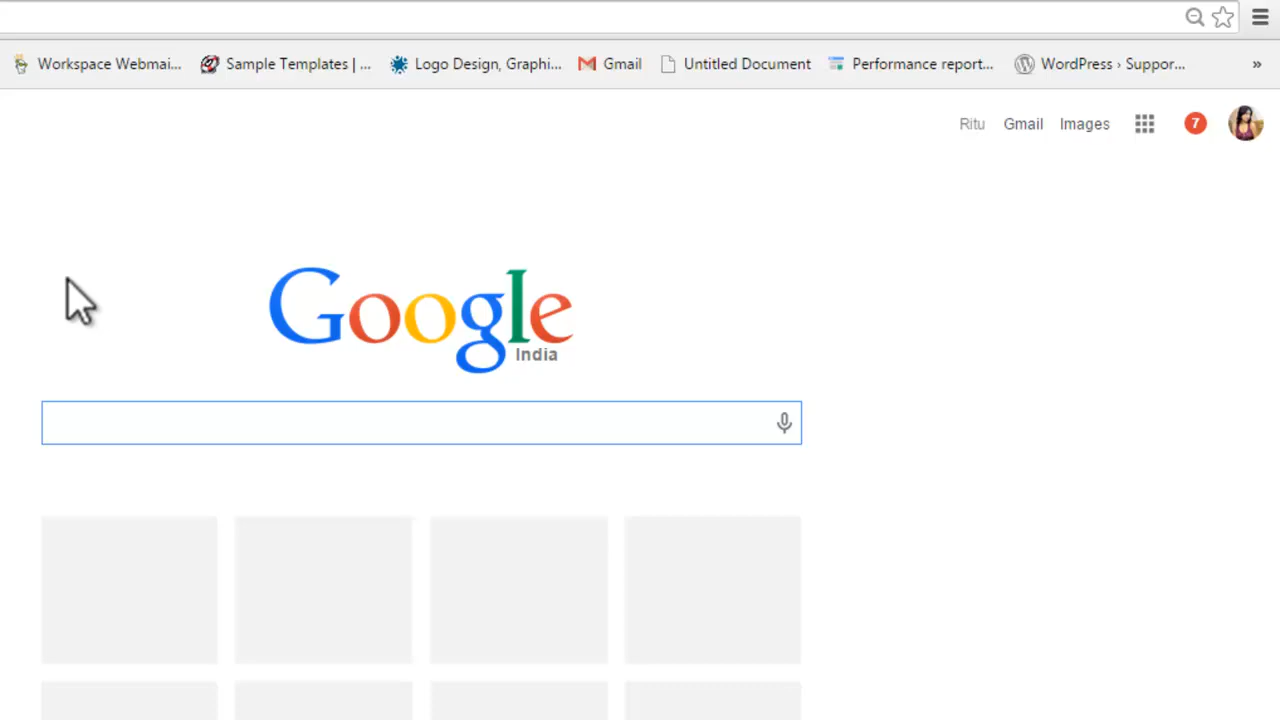 Workspace Webmai... Sample Templates | ... Logo Design, Graphi... Gmail Untitled Document Performance report... WordPress › Suppor... »
Ritu Gmail Images 7
Google
India